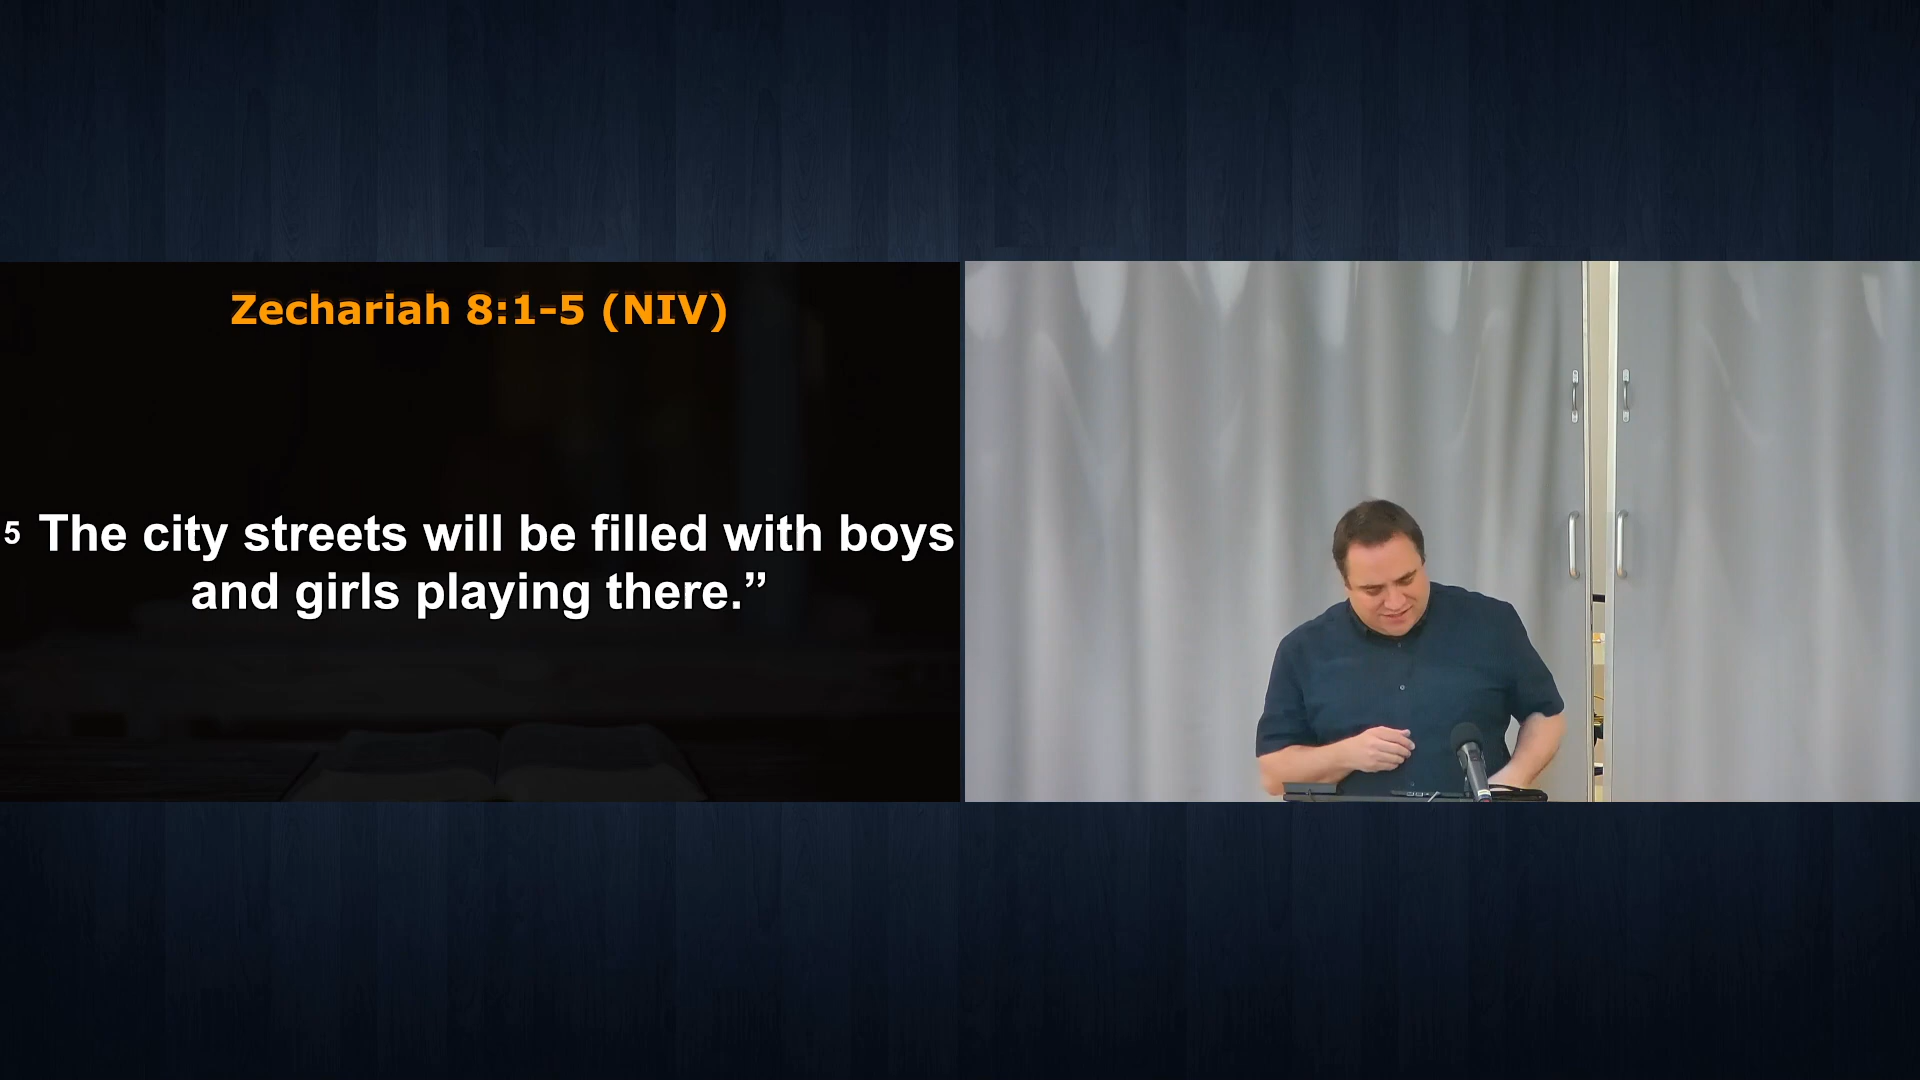 Zechariah 8:1-5 (NIV)
5 The city streets will be filled with boys
and girls playing there.”